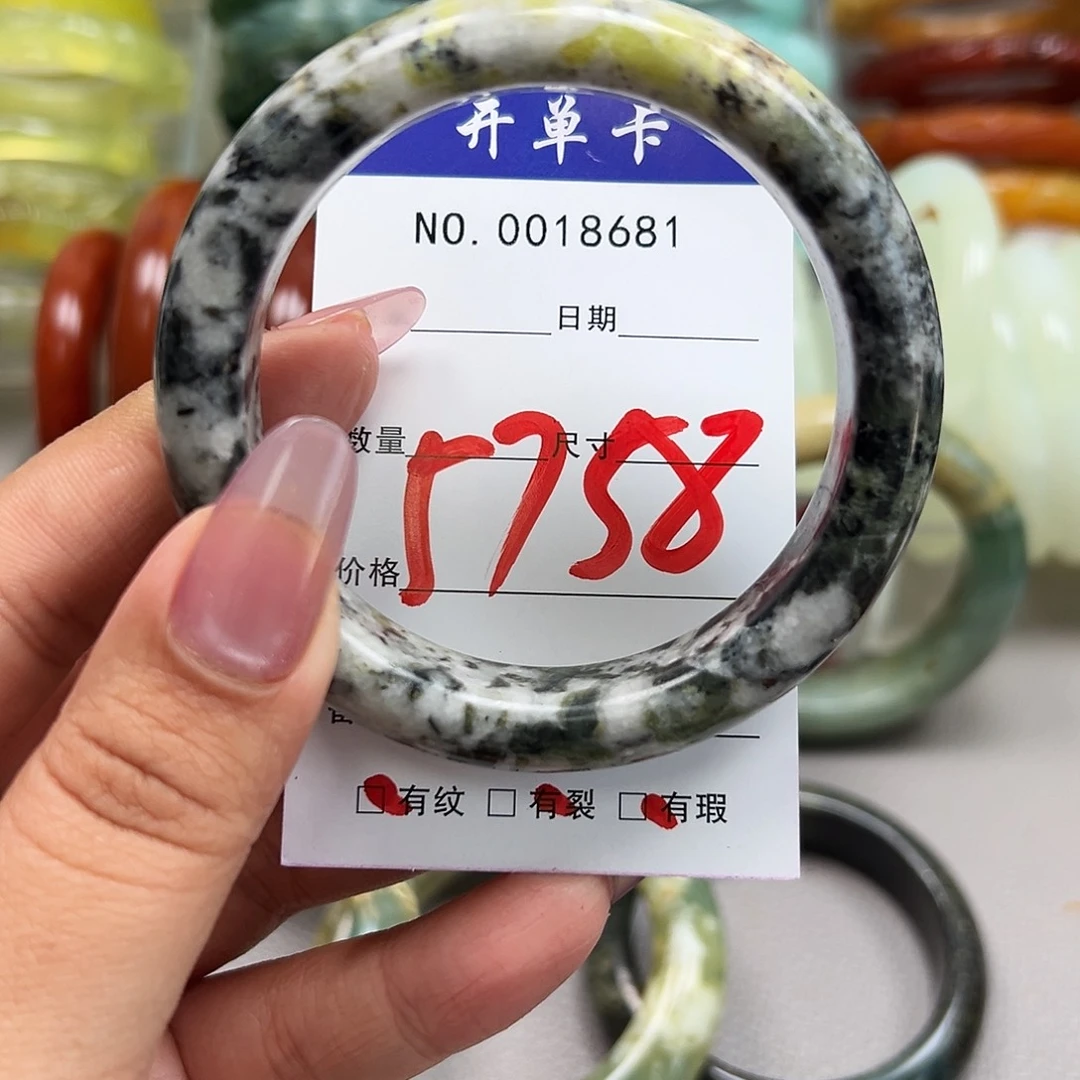 开单卡
NO. 0018681
日期
数量 尺寸
r758
价格
有纹 有裂 有瑕